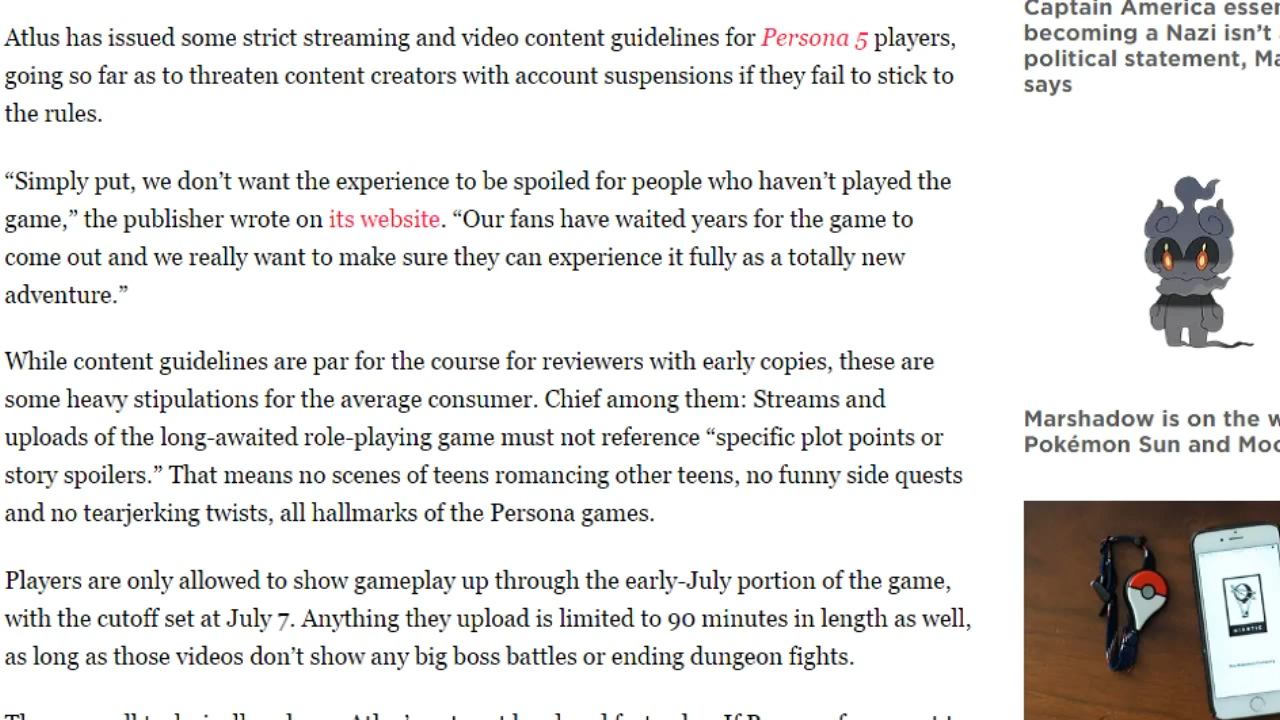 Atlus has issued some strict streaming and video content guidelines for Persona 5 players,
going so far as to threaten content creators with account suspensions if they fail to stick to
the rules.
“Simply put, we don’t want the experience to be spoiled for people who haven’t played the
game,” the publisher wrote on its website. “Our fans have waited years for the game to
come out and we really want to make sure they can experience it fully as a totally new
adventure.”
While content guidelines are par for the course for reviewers with early copies, these are
some heavy stipulations for the average consumer. Chief among them: Streams and
uploads of the long-awaited role-playing game must not reference “specific plot points or
story spoilers.” That means no scenes of teens romancing other teens, no funny side quests
and no tearjerking twists, all hallmarks of the Persona games.
Players are only allowed to show gameplay up through the early-July portion of the game,
with the cutoff set at July 7. Anything they upload is limited to 90 minutes in length as well,
as long as those videos don’t show any big boss battles or ending dungeon fights.
Captain America
becoming a Nazi isn’t
political statement,
says
Marshadow is on the
Pokémon Sun and
NIANTIC